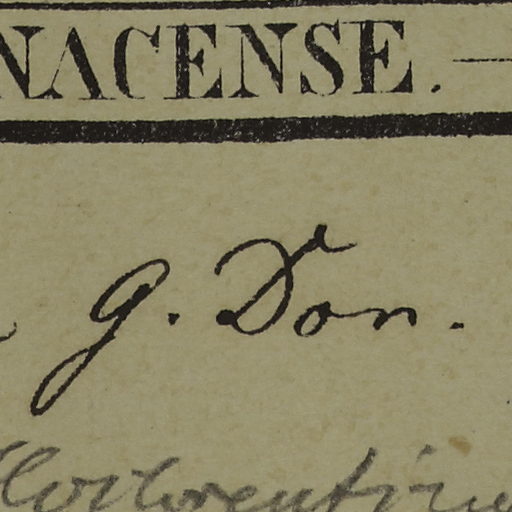 NACENSE. —
G. Don.